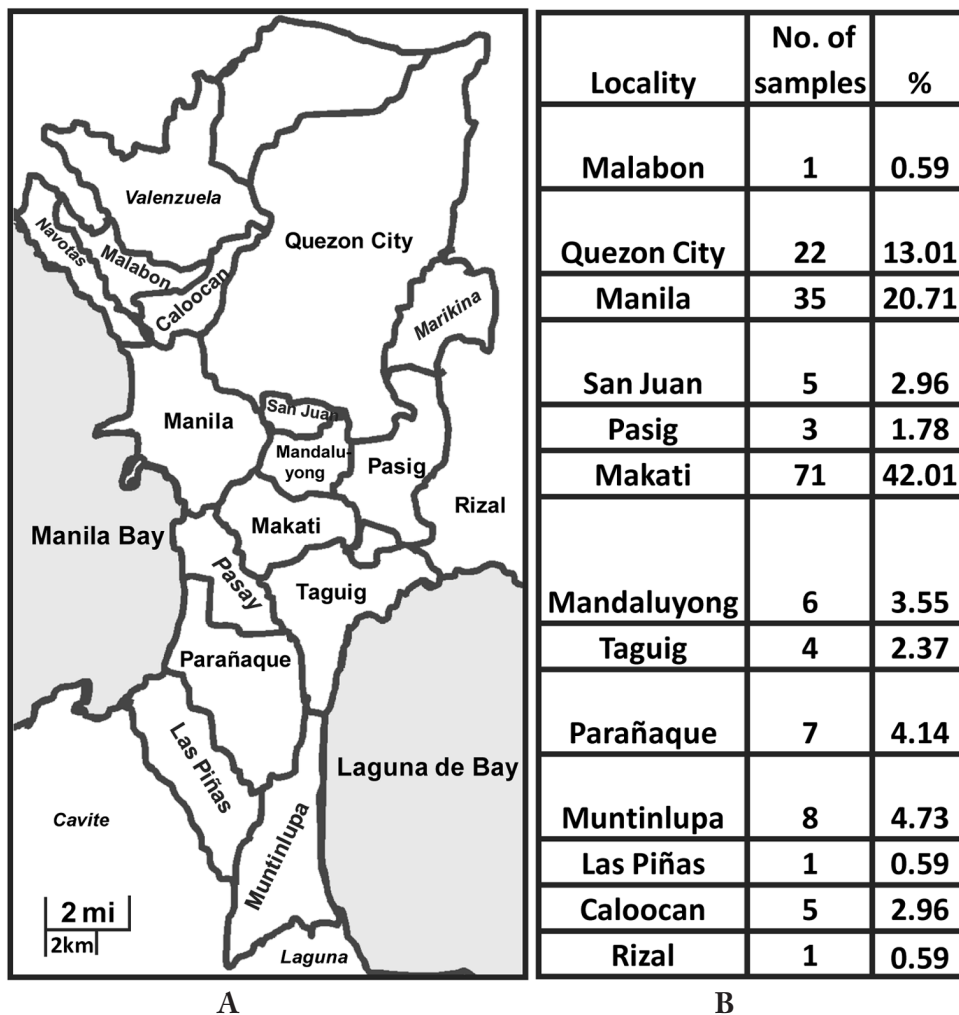 Valenzuela
Quezon City
Navotas
Malabon
Caloocan
Marikina
Manila
San Juan
Mandalu-
yong
Pasig
Rizal
Makati
Manila Bay
Pasay
Taguig
Parañaque
Las Piñas
Laguna de Bay
Cavite
Muntinlupa
2 mi
2km
Laguna
A
Locality No. of samples %
Malabon 1 0.59
Quezon City 22 13.01
Manila 35 20.71
San Juan 5 2.96
Pasig 3 1.78
Makati 71 42.01
Mandaluyong 6 3.55
Taguig 4 2.37
Parañaque 7 4.14
Muntinlupa 8 4.73
Las Piñas 1 0.59
Caloocan 5 2.96
Rizal 1 0.59
B